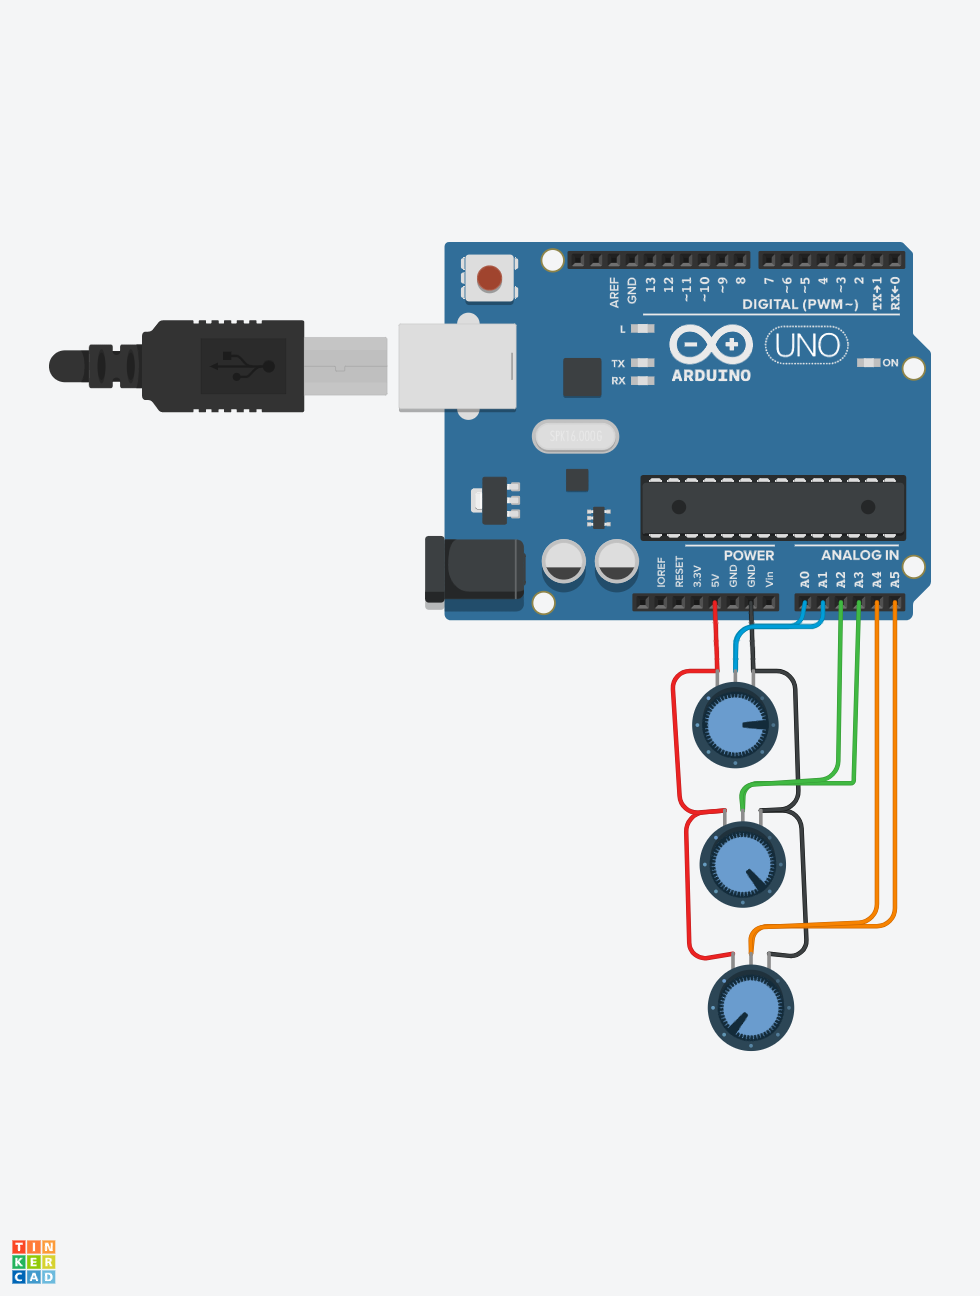 AREF
GND
13
12
~11
~10
~9
8
7
~6
~5
4
~3
2
TX→1
RX←0
DIGITAL (PWM~)
L
TX
RX
ARDUINO
UNO
ON
SPK16.000G
POWER
ANALOG IN
IOREF
RESET
3.3V
5V
GND
GND
Vin
A0
A1
A2
A3
A4
A5
TIN
KER
CAD